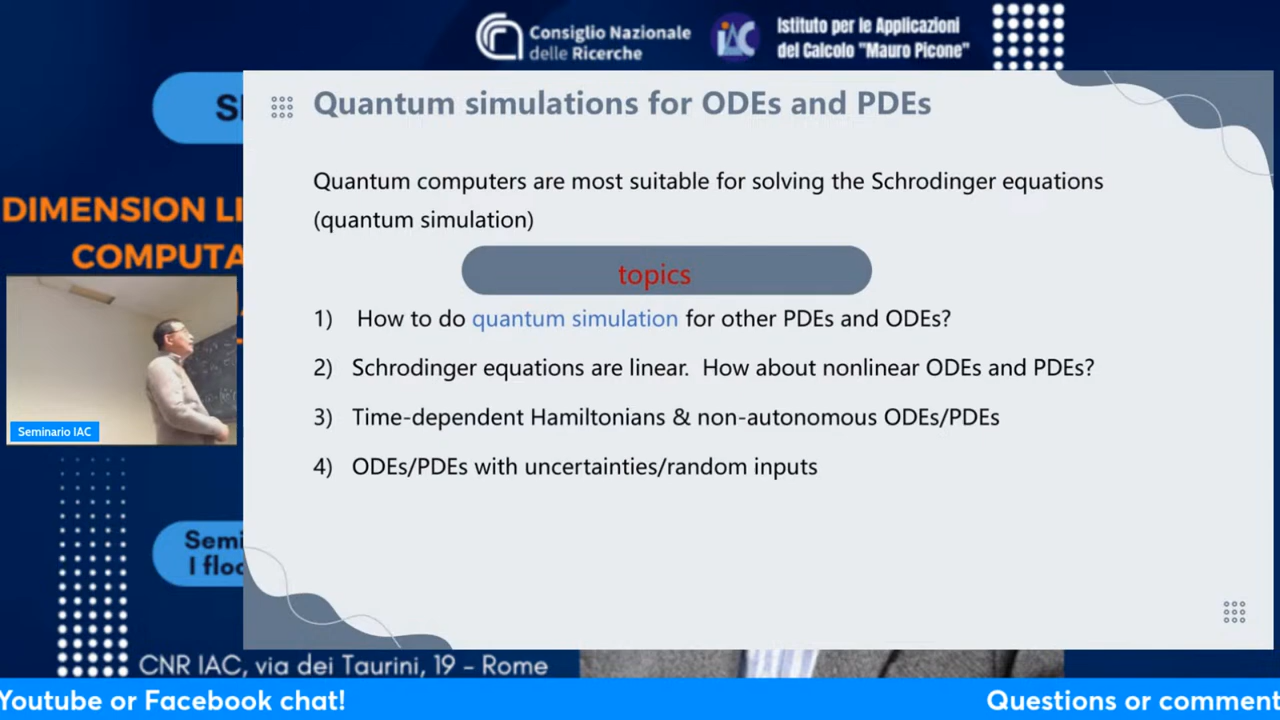 Consiglio Nazionale
delle Ricerche
IAC
Istituto per le Applicazioni
del Calcolo "Mauro Picone"
Quantum simulations for ODEs and PDEs
Quantum computers are most suitable for solving the Schrodinger equations
(quantum simulation)
topics
1) How to do quantum simulation for other PDEs and ODEs?
2) Schrodinger equations are linear. How about nonlinear ODEs and PDEs?
3) Time-dependent Hamiltonians & non-autonomous ODEs/PDEs
4) ODEs/PDEs with uncertainties/random inputs
DIMENSION
COMPUTA
Seminario IAC
Semi
I floo
CNR IAC, via dei Taurini, 19 - Rome
Youtube or Facebook chat!
Questions or comment